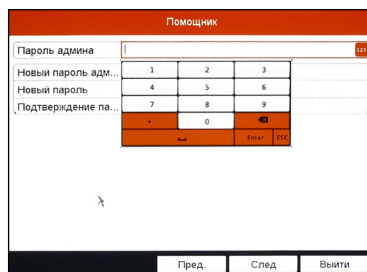 Помощник
Пароль админа
123
Новый пароль адм...
Новый пароль
Подтверждение па...
1 2 3
4 5 6
7 8 9
. 0
Enter ESC
Пред. След. Выйти